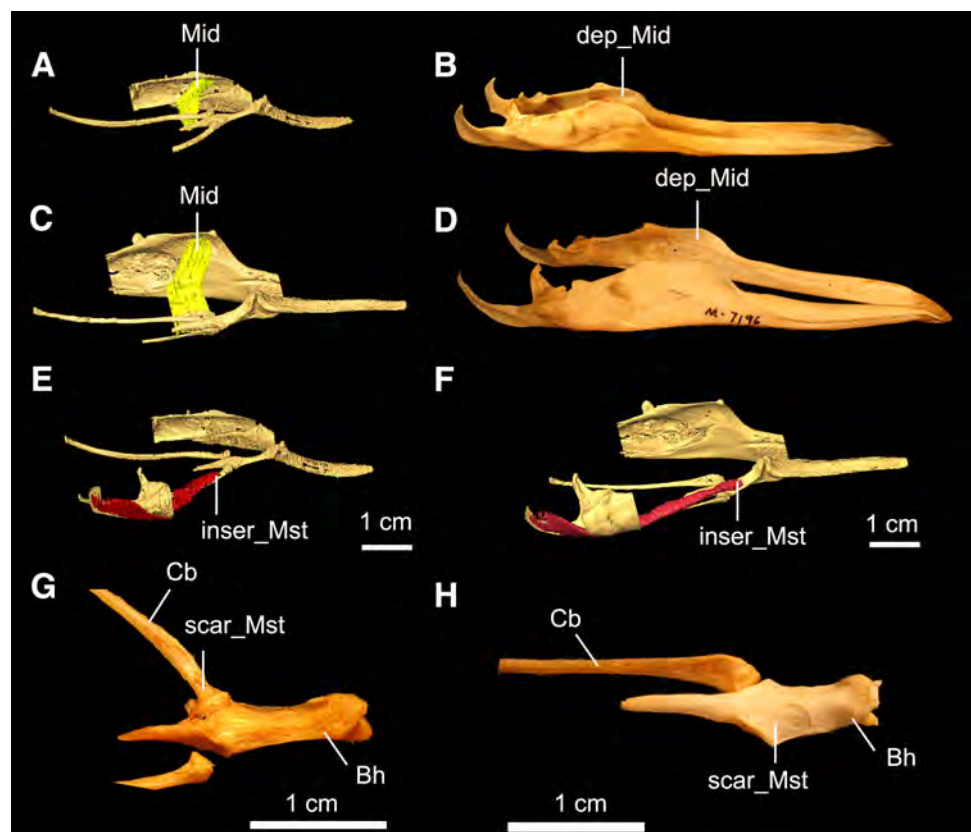 A
Mid
B
dep_Mid
C
Mid
D
dep_Mid
M-7196
E
inser_Mst
1 cm
F
inser_Mst
1 cm
G
Cb
scar_Mst
Bh
1 cm
H
Cb
scar_Mst
Bh
1 cm